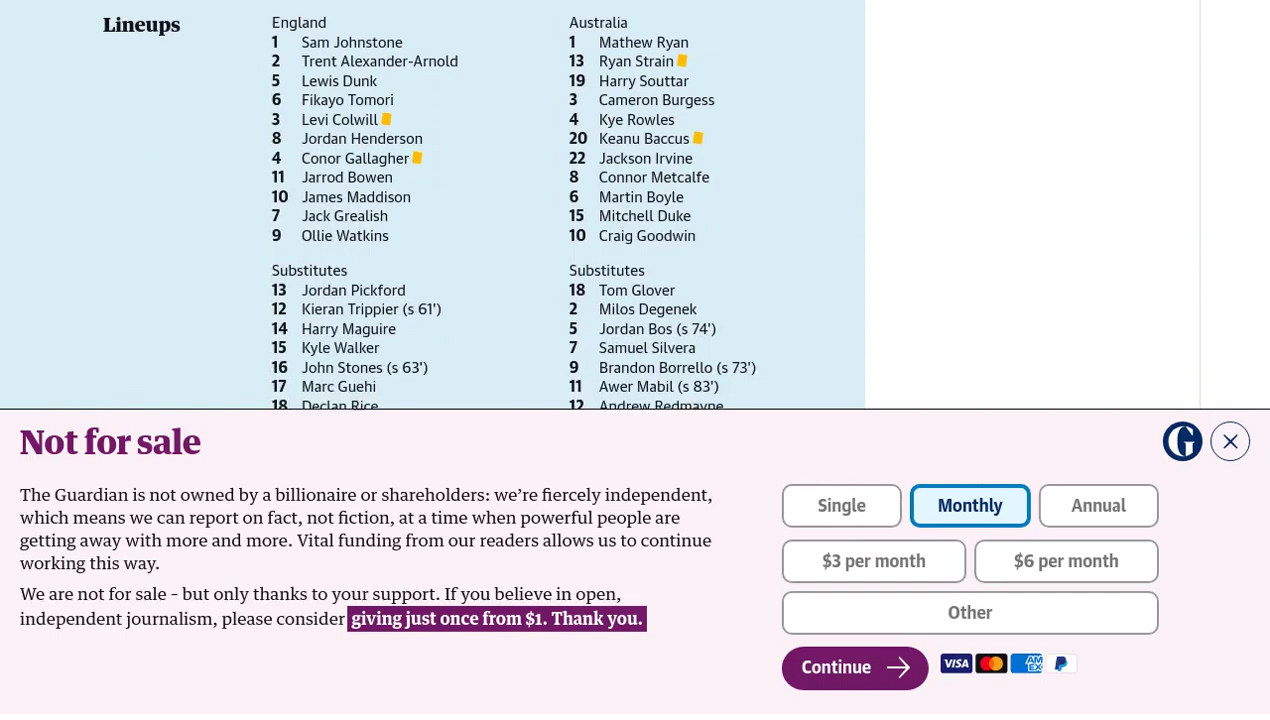 Lineups
England
1 Sam Johnstone
2 Trent Alexander-Arnold
5 Lewis Dunk
6 Fikayo Tomori
3 Levi Colwill
8 Jordan Henderson
4 Conor Gallagher
11 Jarrod Bowen
10 James Maddison
7 Jack Grealish
9 Ollie Watkins
Substitutes
13 Jordan Pickford
12 Kieran Trippier (s 61')
14 Harry Maguire
15 Kyle Walker
16 John Stones (s 63')
17 Marc Guehi
18 Declan Rice
Australia
1 Mathew Ryan
13 Ryan Strain
19 Harry Souttar
3 Cameron Burgess
4 Kye Rowles
20 Keanu Baccus
22 Jackson Irvine
8 Connor Metcalfe
6 Martin Boyle
15 Mitchell Duke
10 Craig Goodwin
Substitutes
18 Tom Glover
2 Milos Degenek
5 Jordan Bos (s 74')
7 Samuel Silvera
9 Brandon Borrello (s 73')
11 Awer Mabil (s 83')
12 Andrew Redmayne
Not for sale
The Guardian is not owned by a billionaire or shareholders: we’re fiercely independent,
which means we can report on fact, not fiction, at a time when powerful people are
getting away with more and more. Vital funding from our readers allows us to continue
working this way.
We are not for sale – but only thanks to your support. If you believe in open,
independent journalism, please consider giving just once from $1. Thank you.
G
Single
Monthly
Annual
$3 per month
$6 per month
Other
Continue
VISA
AMEX